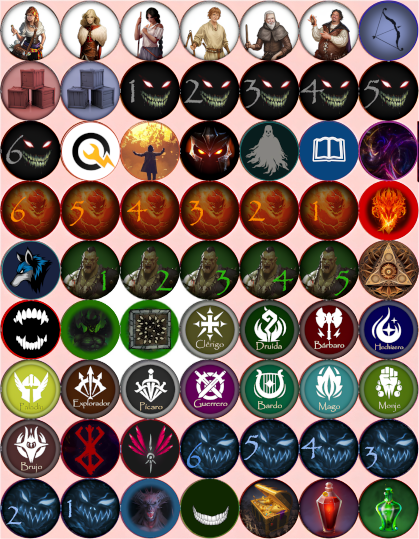 1 2 3 4 5
6
6 5 4 3 2 1
1 2 3 4 5
Clérigo Druida Bárbaro Hechicero
Explorador Pícaro Guerrero Bardo Mago Monje
Brujo 6 5 4 3
2 1